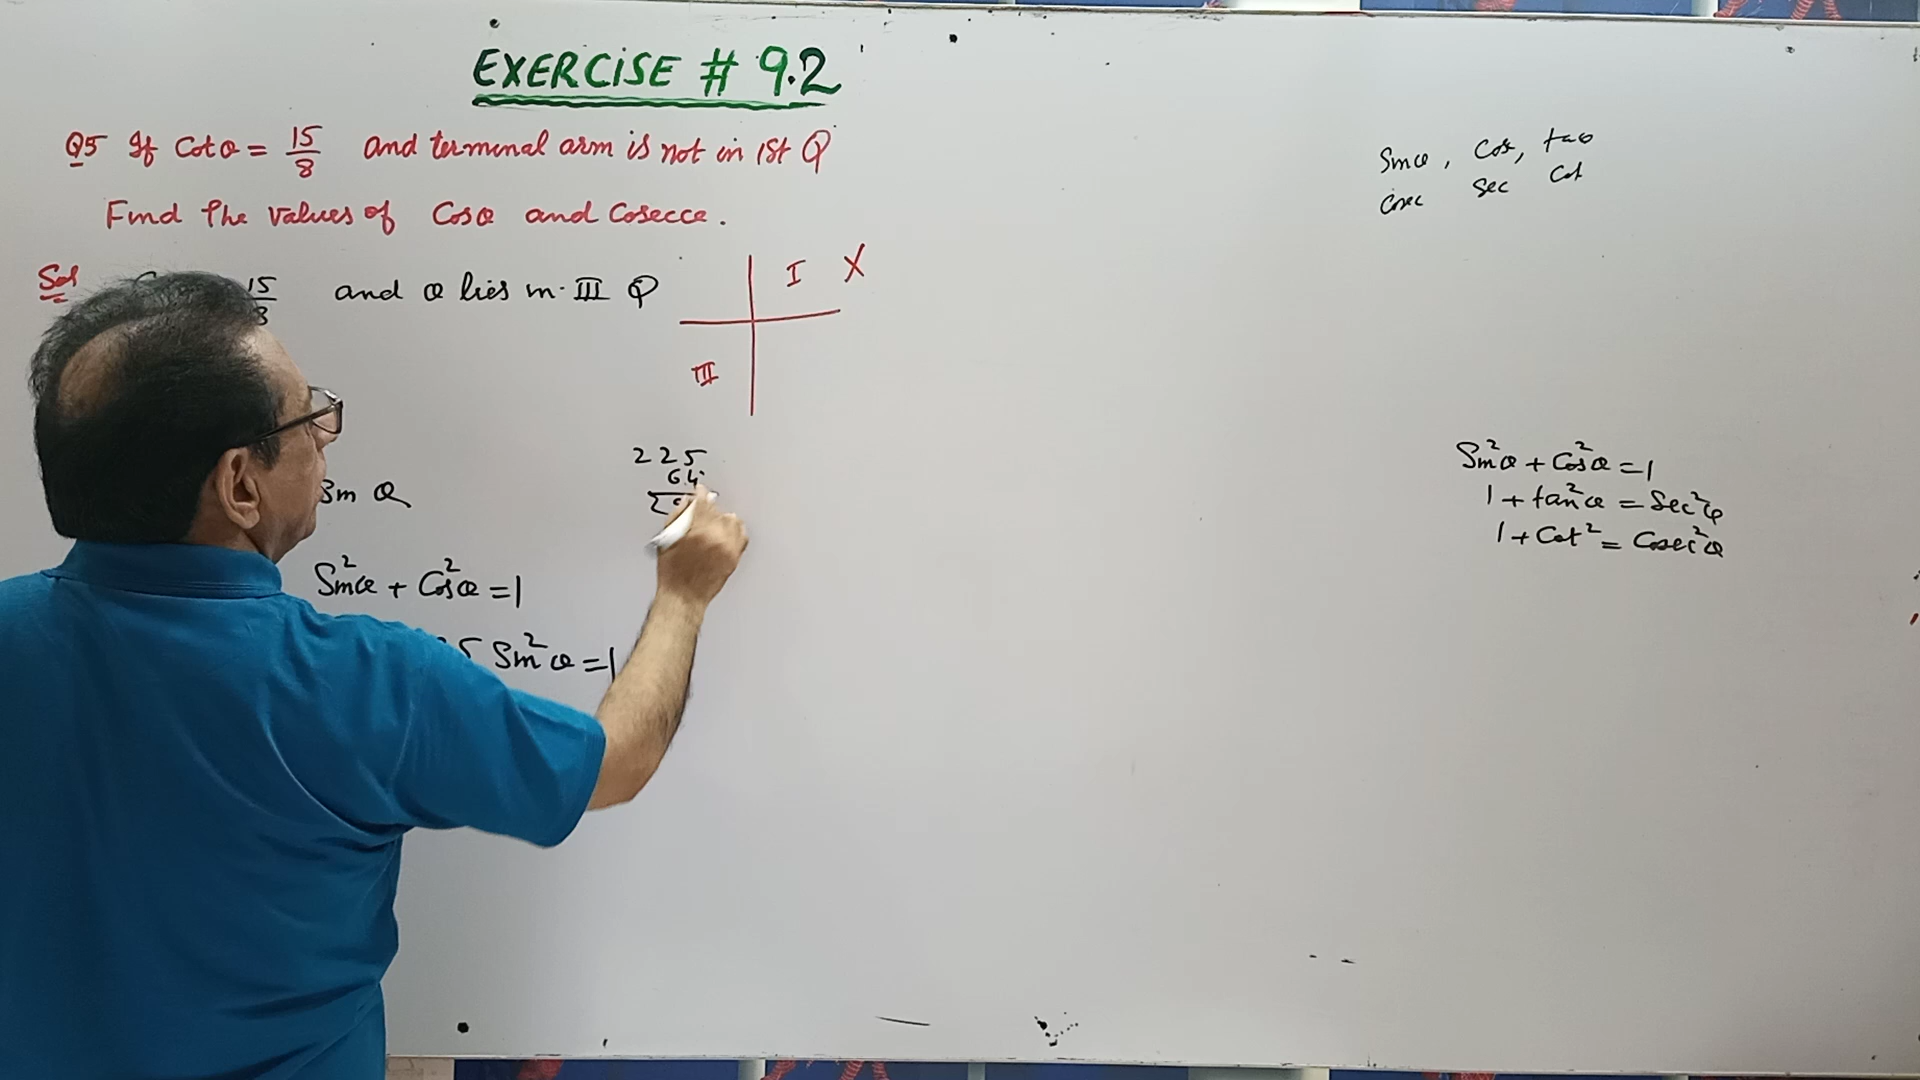 EXERCISE # 9.2
Q5 If Cotθ = 15/8 and terminal arm is not in 1st Q
Find the values of Cosθ and Cosecθ.
Sol 15 and θ lies in III Q
I X
III
225
64
Sin θ
Sin²θ + Cos²θ = 1
5 Sin²θ = 1
Sinθ, Cos, tan
Cosec Sec Cot
Sin²θ + Cos²θ = 1
1 + tan²θ = Sec²θ
1 + Cot² = Cosec²θ